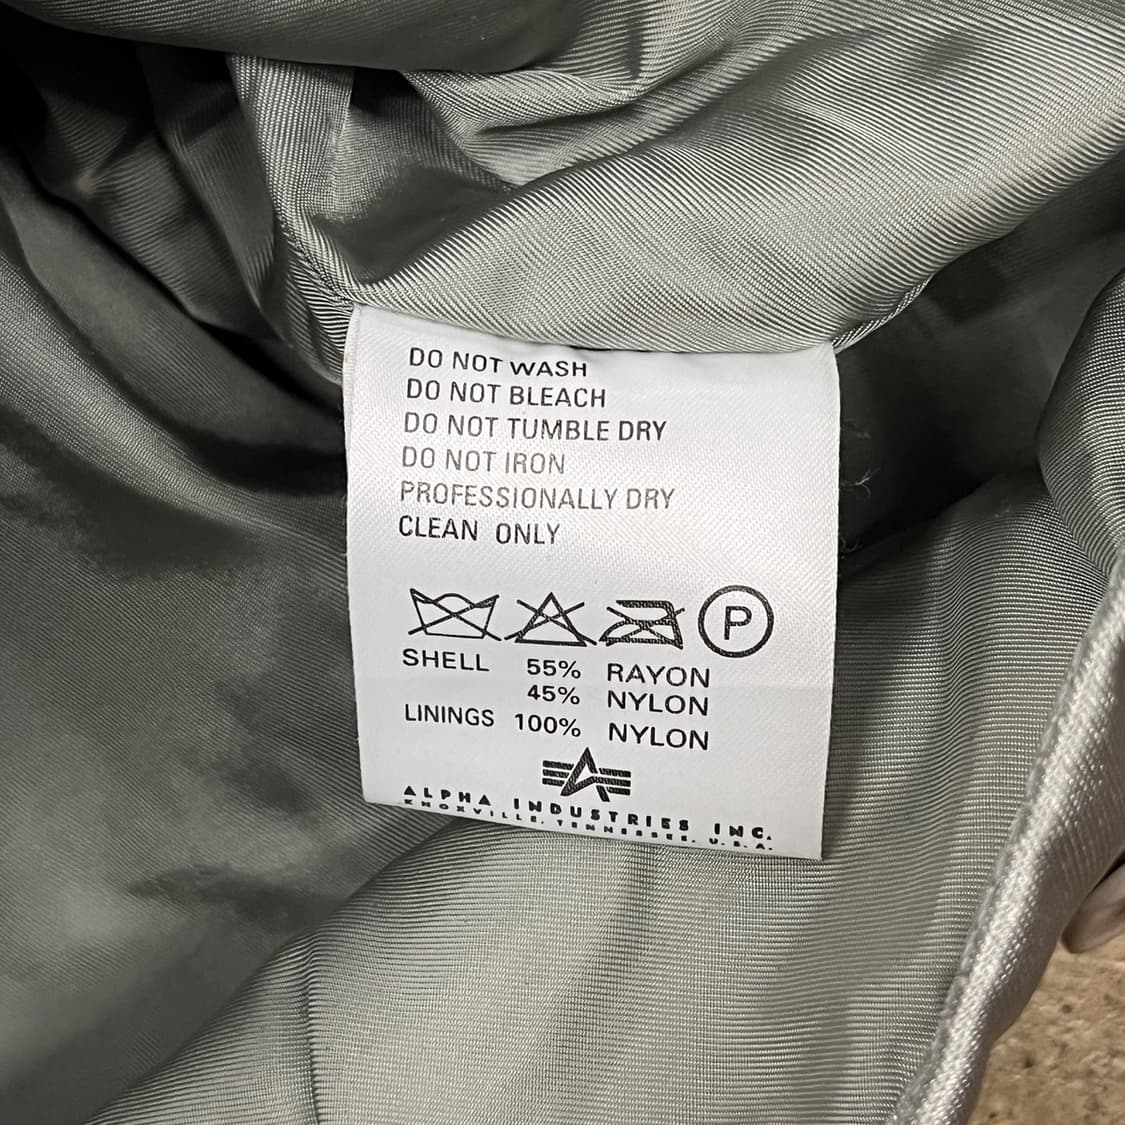 DO NOT WASH
DO NOT BLEACH
DO NOT TUMBLE DRY
DO NOT IRON
PROFESSIONALLY DRY
CLEAN ONLY
P
SHELL 55% RAYON
45% NYLON
LININGS 100% NYLON
ALPHA INDUSTRIES INC.
KNOXVILLE, TENNESSEE, U.S.A.